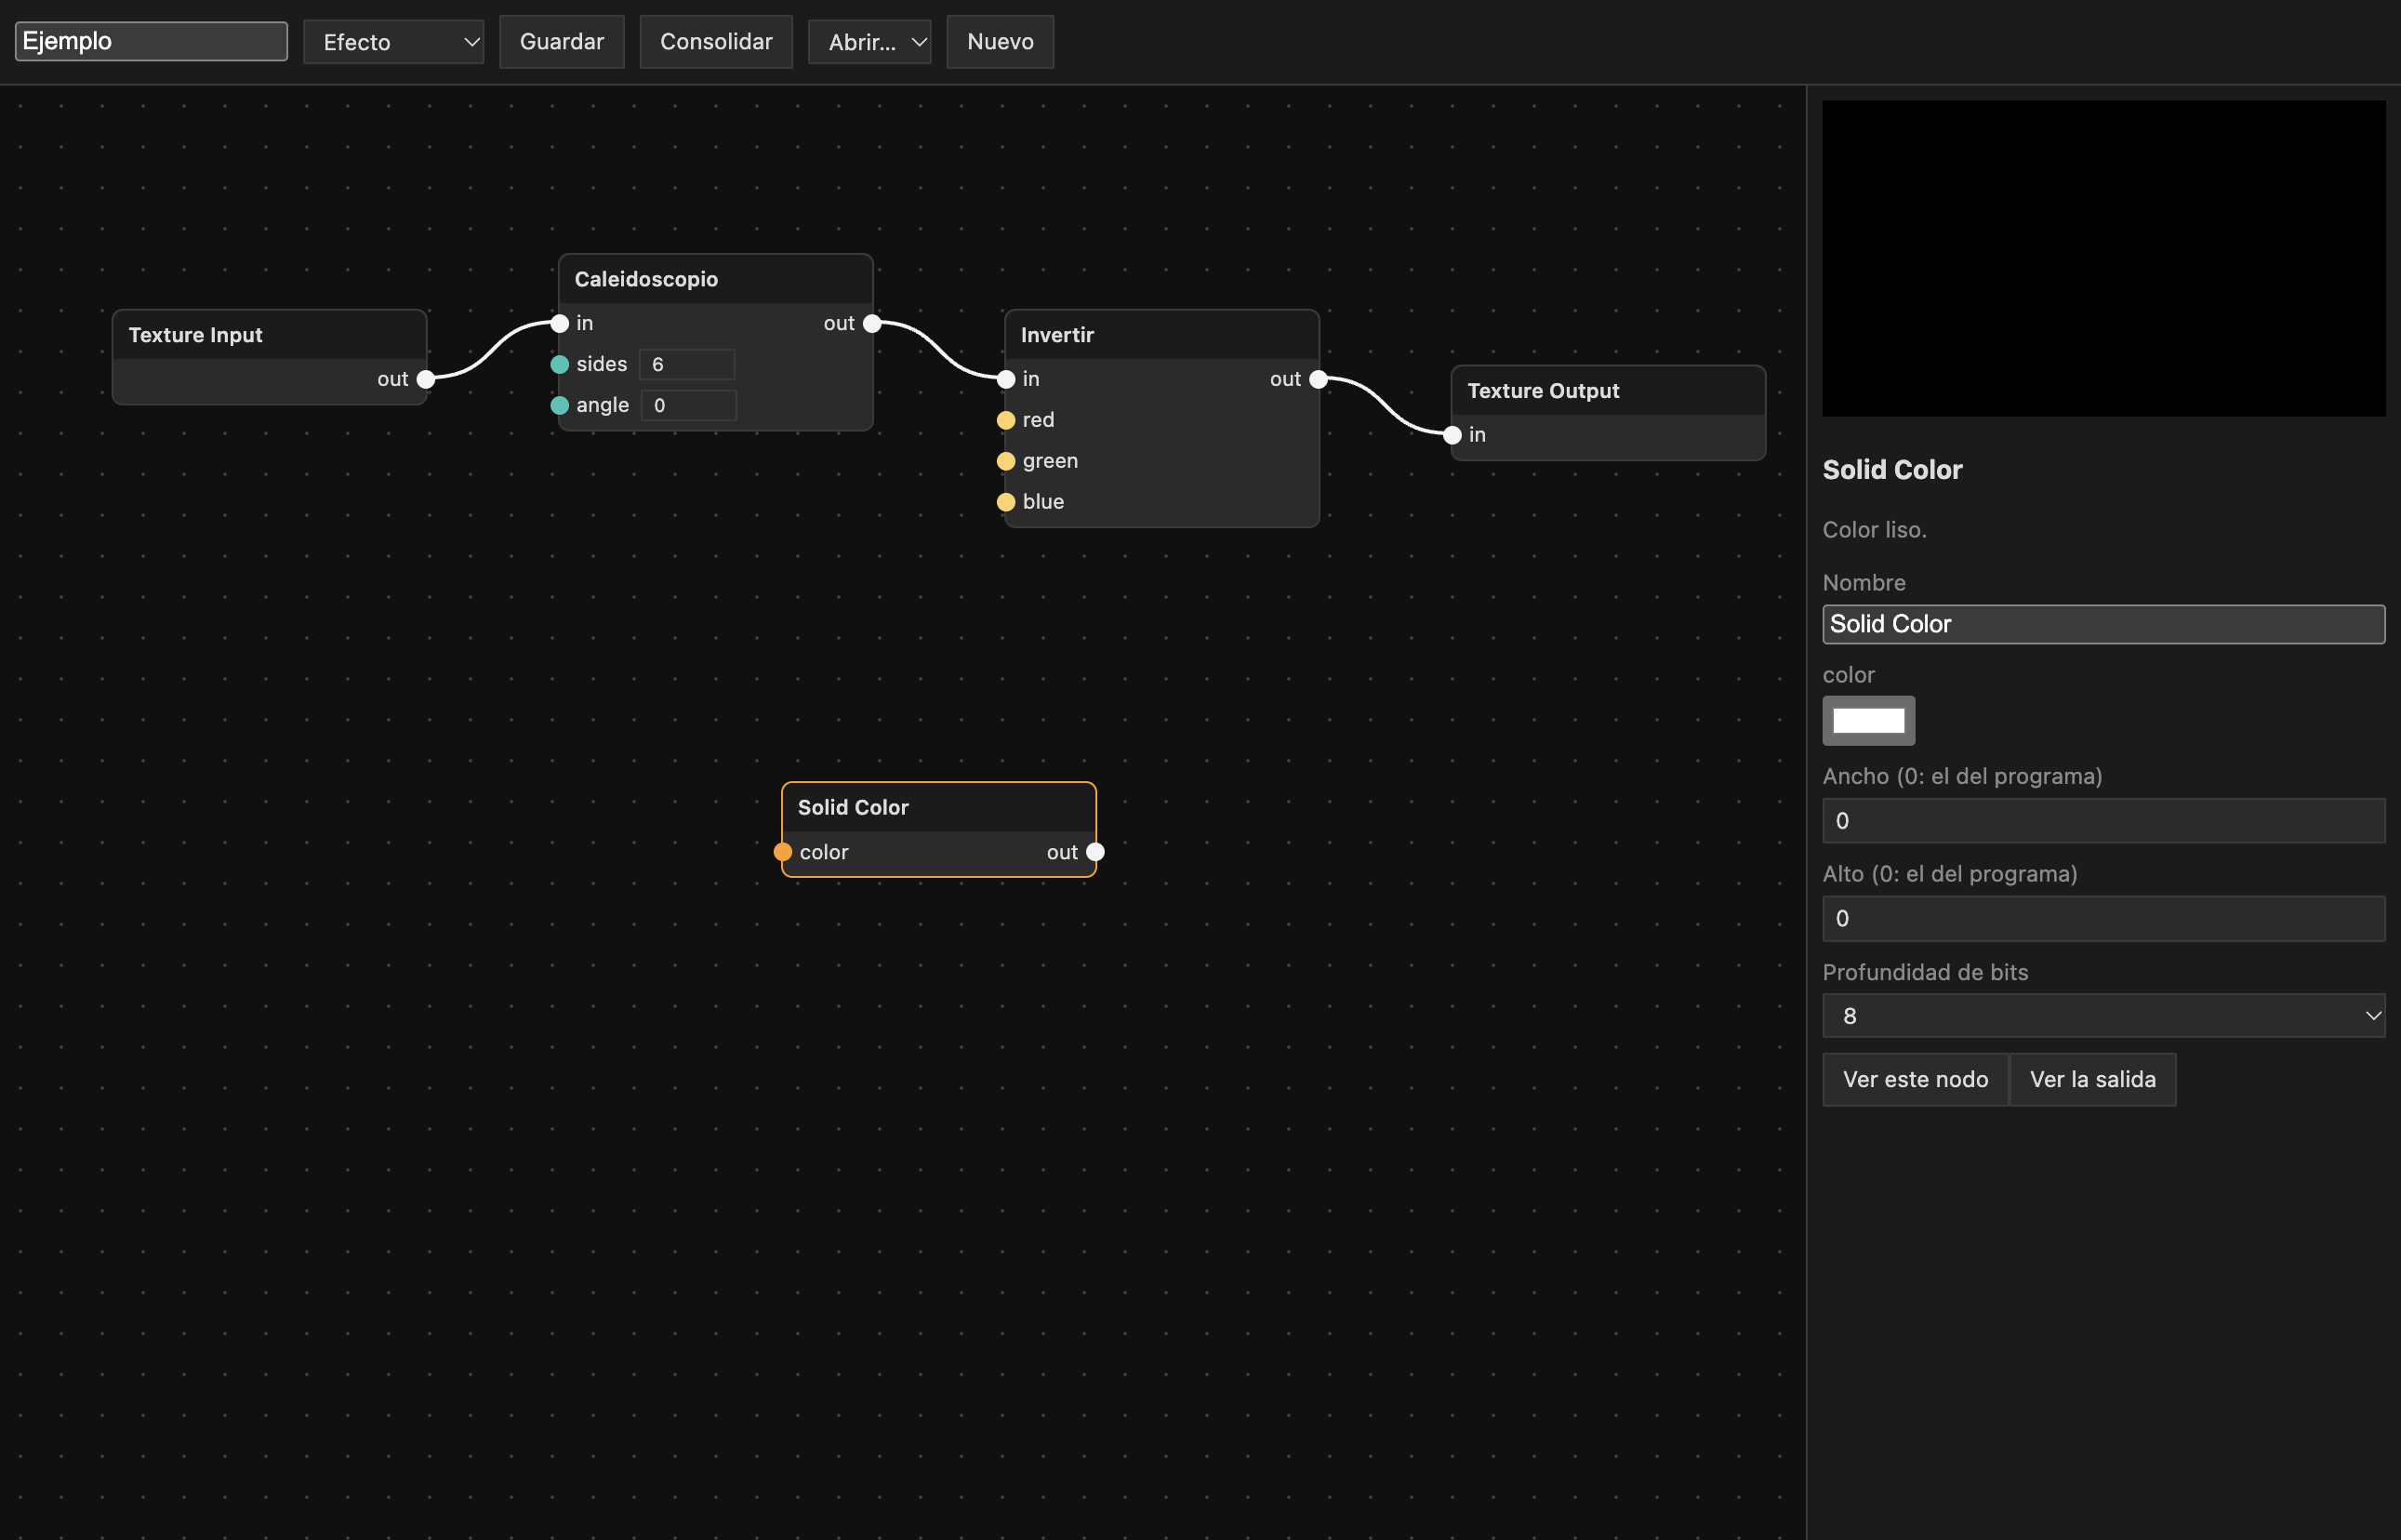 Ejemplo
Efecto
Guardar
Consolidar
Abrir...
Nuevo
Texture Input
out
Caleidoscopio
in
out
sides 6
angle 0
Invertir
in
out
red
green
blue
Texture Output
in
Solid Color
color
out
Solid Color
Color liso.
Nombre
Solid Color
color
Ancho (0: el del programa)
0
Alto (0: el del programa)
0
Profundidad de bits
8
Ver este nodo
Ver la salida